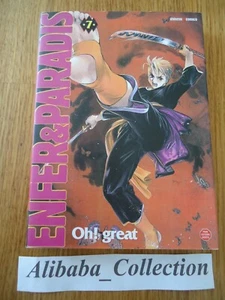 7
ENFER&PARADIS
Oh! great
Alibaba_Collection